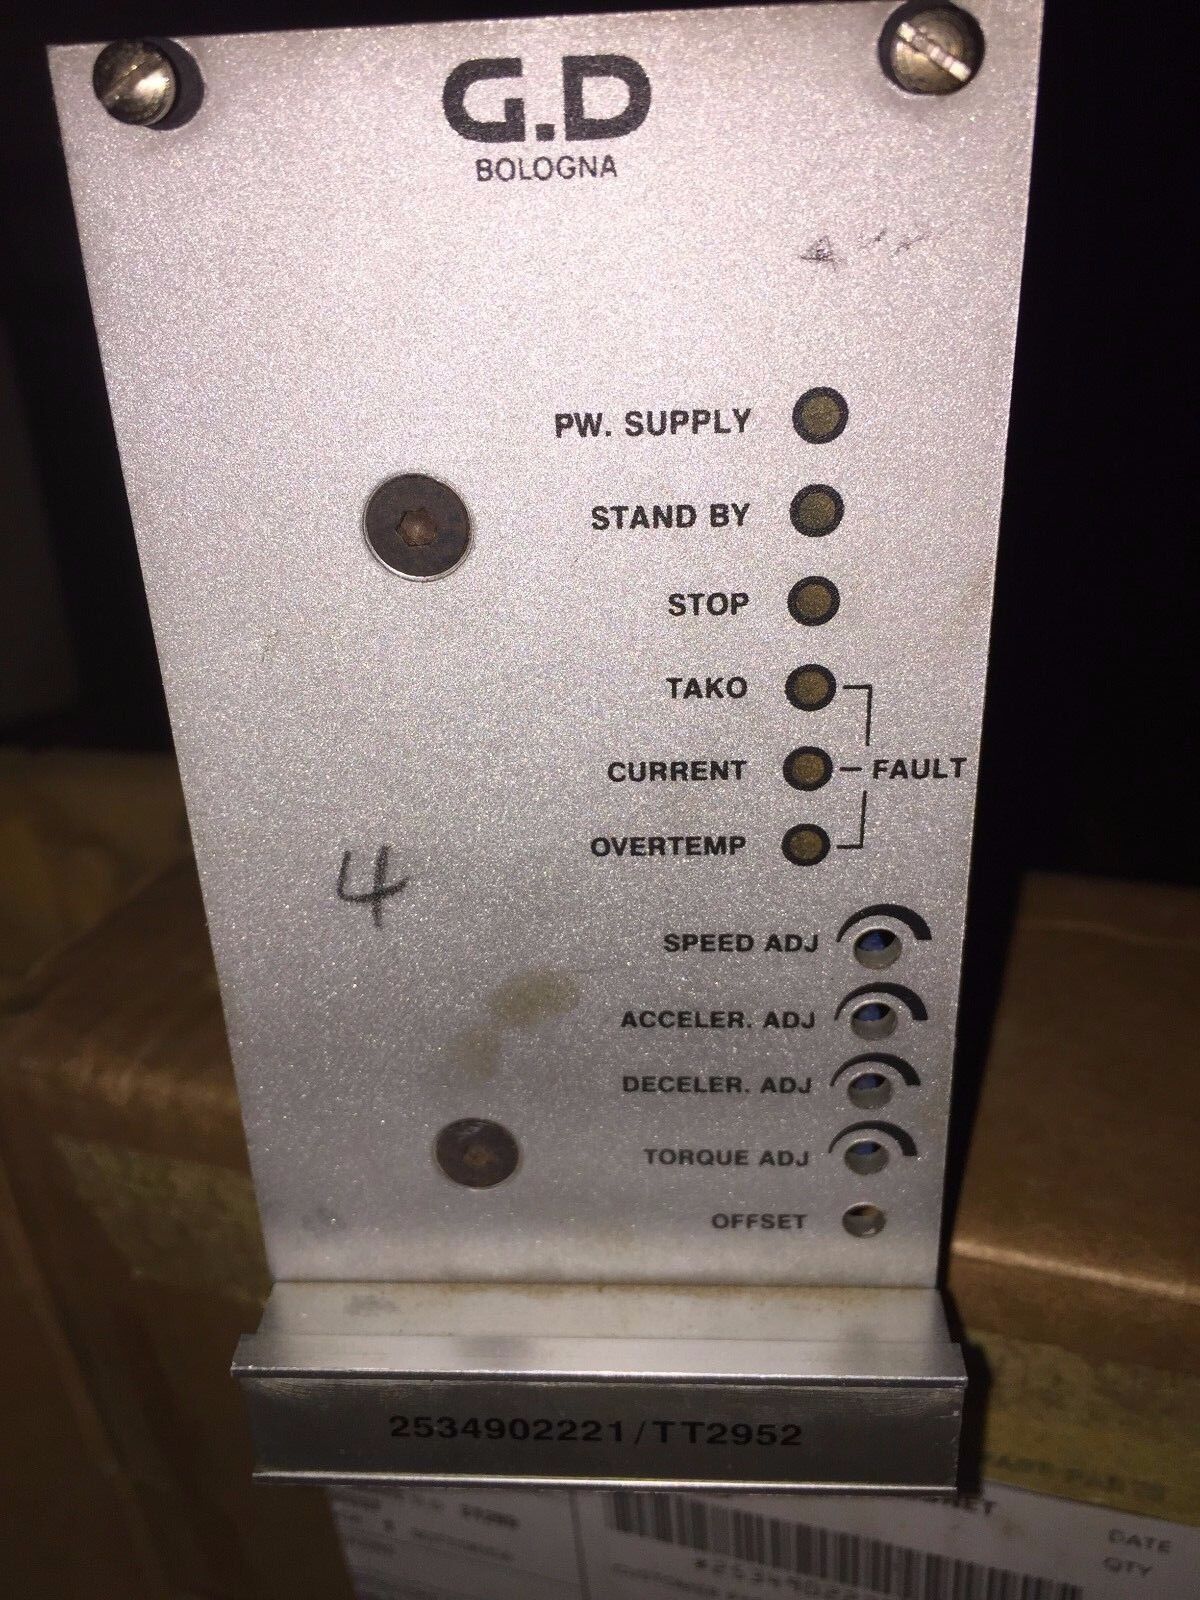 G.D
BOLOGNA
PW. SUPPLY
STAND BY
STOP
TAKO
CURRENT
FAULT
OVERTEMP
4
SPEED ADJ
ACCELER. ADJ
DECELER. ADJ
TORQUE ADJ
OFFSET
2534902221/TT2952
DATE
QTY